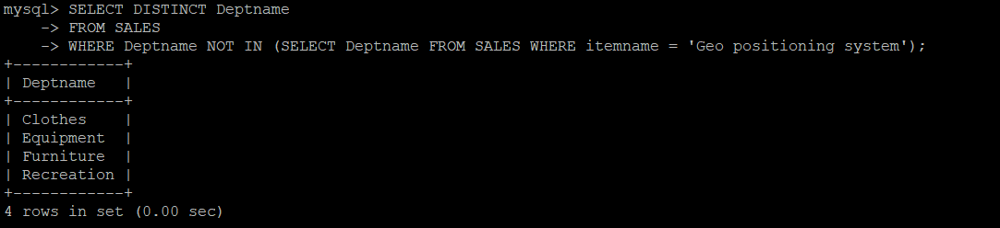 mysql> SELECT DISTINCT Deptname
    -> FROM SALES
    -> WHERE Deptname NOT IN (SELECT Deptname FROM SALES WHERE itemname = 'Geo positioning system');
+------------+
| Deptname   |
+------------+
| Clothes    |
| Equipment  |
| Furniture  |
| Recreation |
+------------+
4 rows in set (0.00 sec)